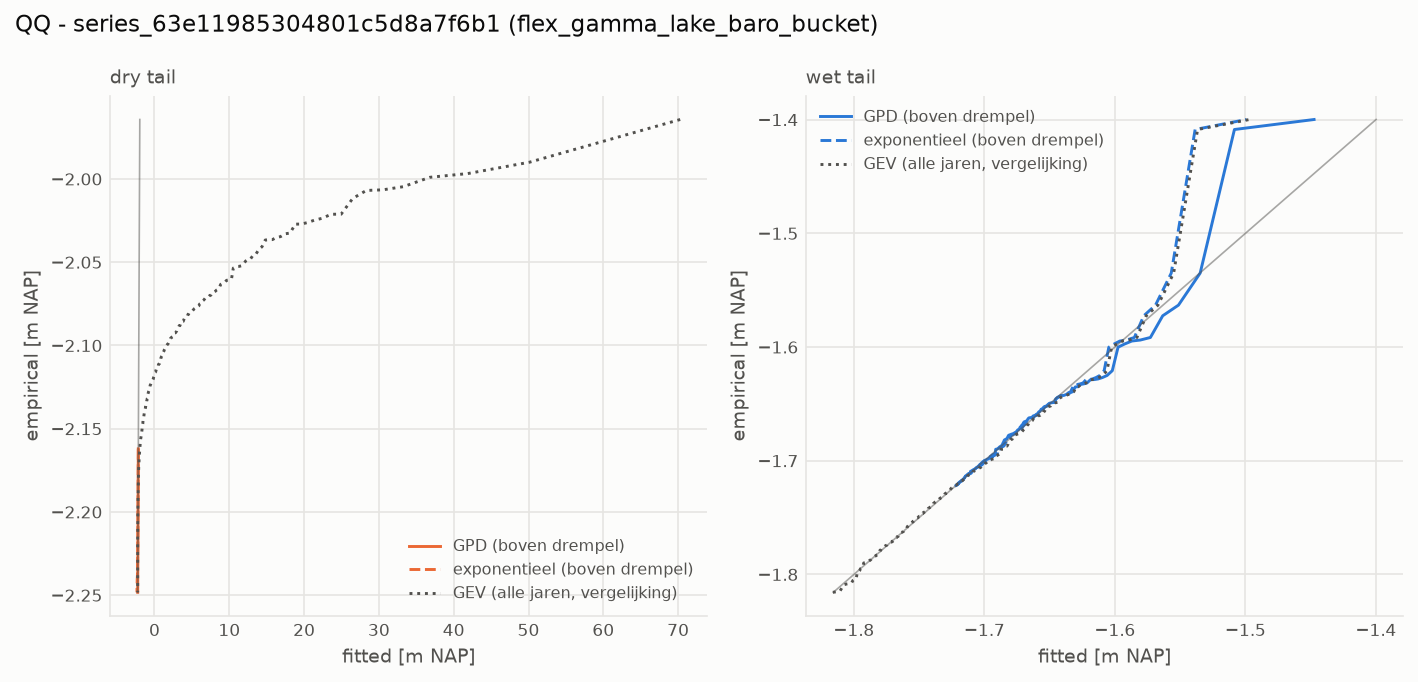 QQ - series_63e11985304801c5d8a7f6b1 (flex_gamma_lake_baro_bucket)
dry tail
empirical [m NAP]
−2.00
−2.05
−2.10
−2.15
−2.20
−2.25
GPD (boven drempel)
exponentieel (boven drempel)
GEV (alle jaren, vergelijking)
0 10 20 30 40 50 60 70
fitted [m NAP]
wet tail
empirical [m NAP]
−1.4
−1.5
−1.6
−1.7
−1.8
GPD (boven drempel)
exponentieel (boven drempel)
GEV (alle jaren, vergelijking)
−1.8 −1.7 −1.6 −1.5 −1.4
fitted [m NAP]